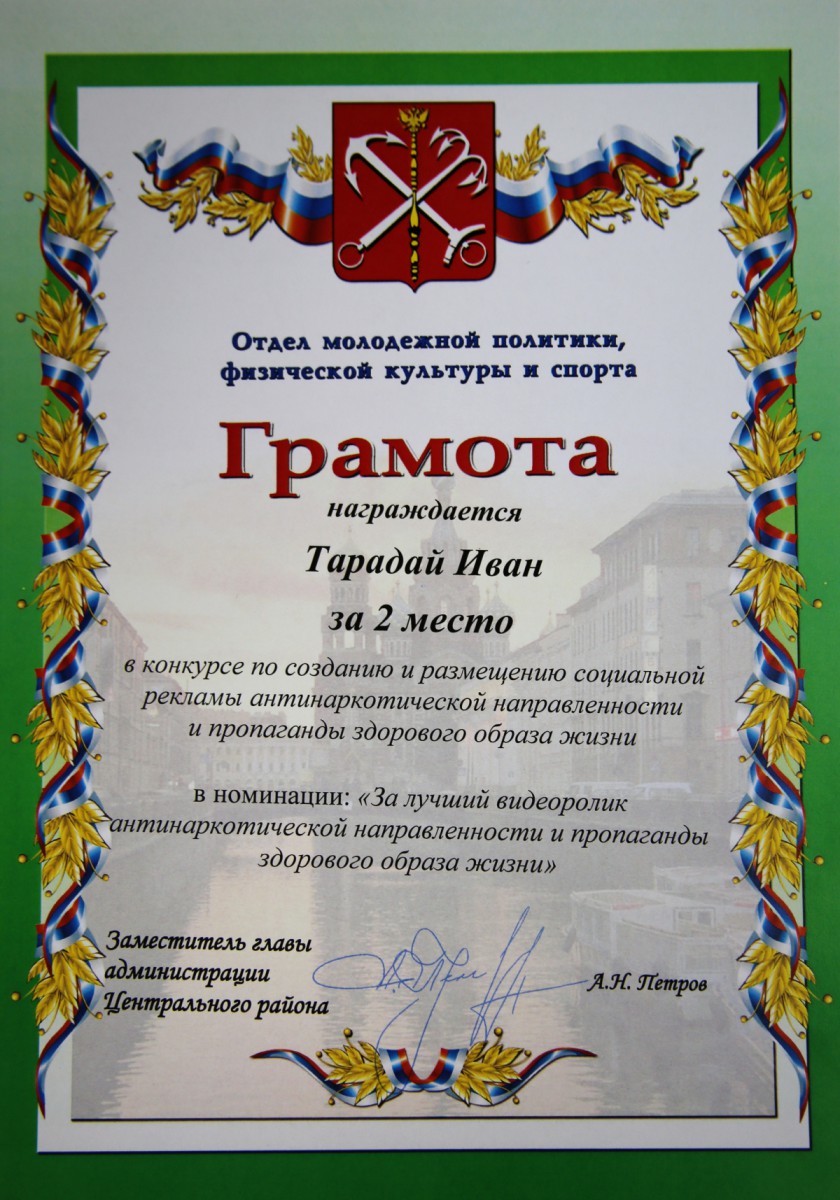 Отдел молодежной политики,
физической культуры и спорта
Грамота
награждается
Тарадай Иван
за 2 место
в конкурсе по созданию и размещению социальной
рекламы антинаркотической направленности
и пропаганды здорового образа жизни
в номинации: «За лучший видеоролик
антинаркотической направленности и пропаганды
здорового образа жизни»
Заместитель главы
администрации
Центрального района
А.Н. Петров